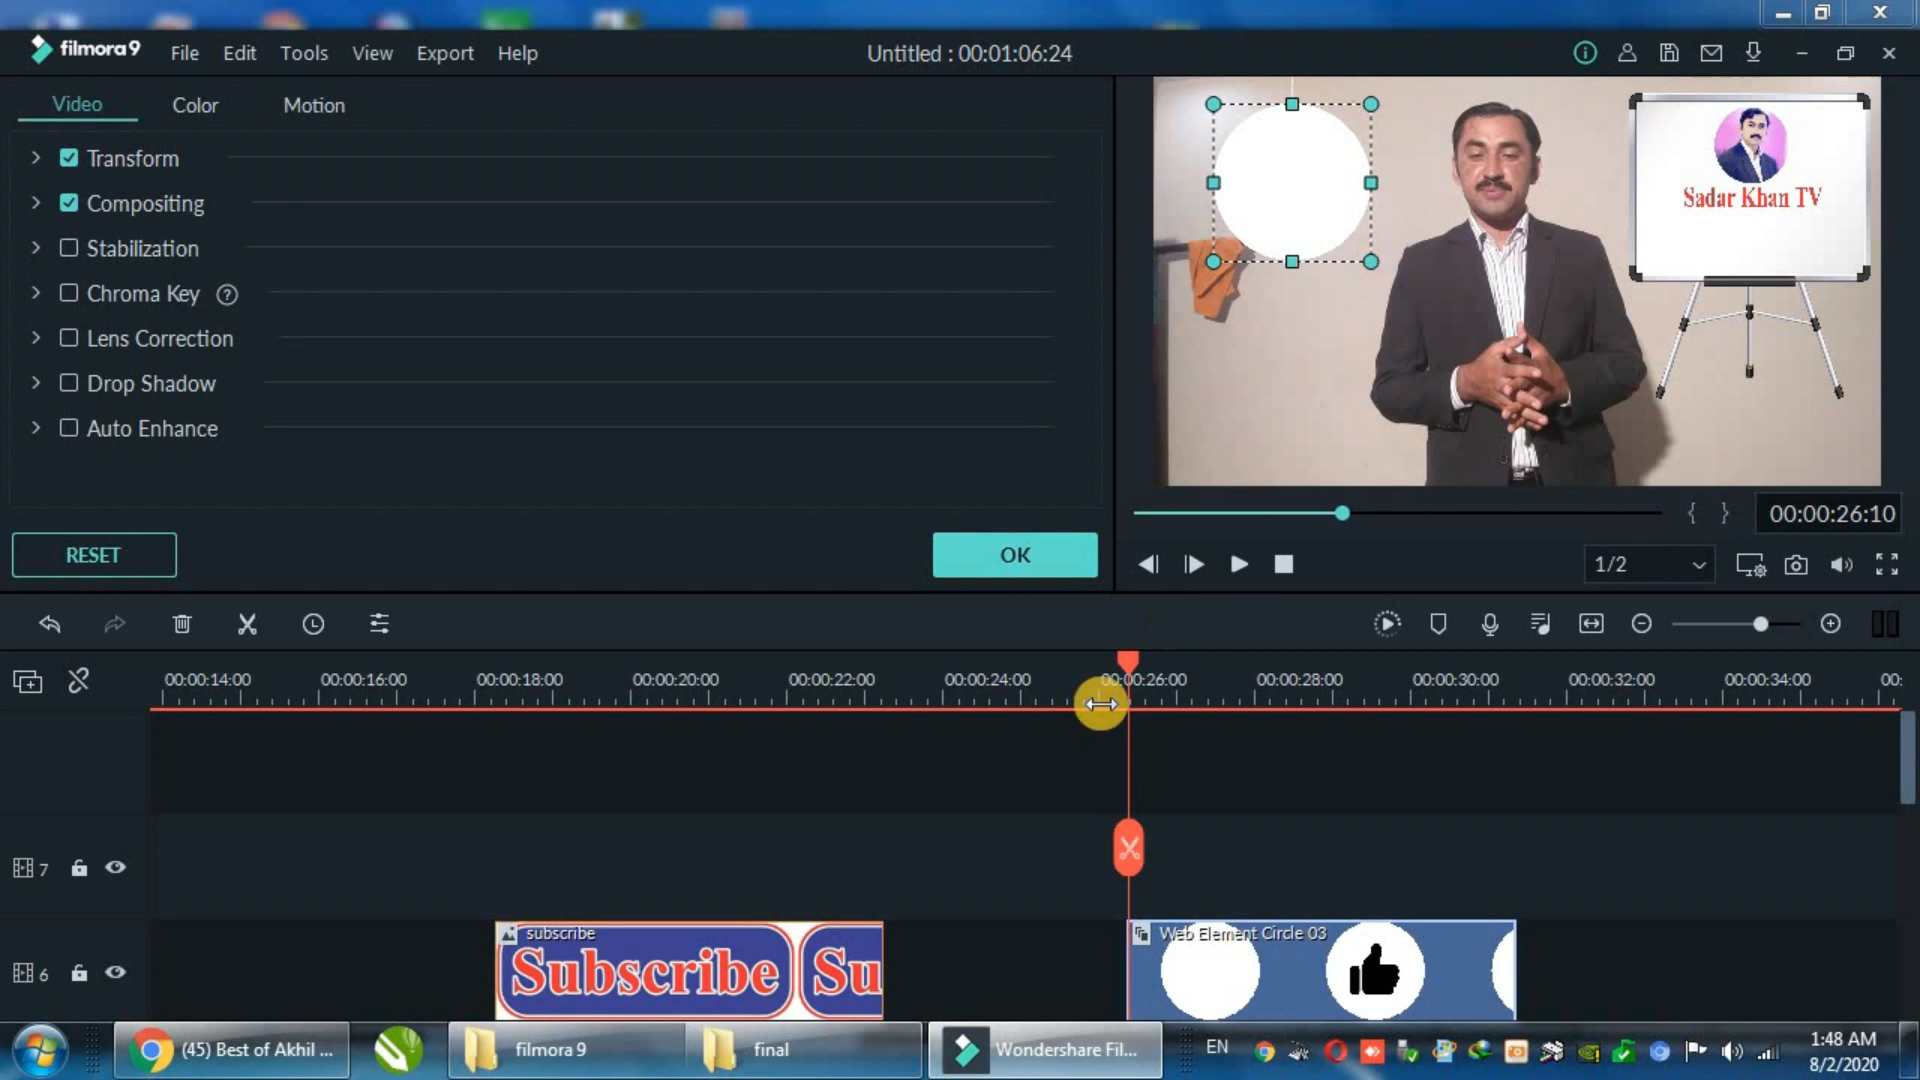 filmora 9
File
Edit
Tools
View
Export
Help
Untitled : 00:01:06:24
Video
Color
Motion
Transform
Compositing
Stabilization
Chroma Key
Lens Correction
Drop Shadow
Auto Enhance
RESET
OK
Sadar Khan TV
{ }
00:00:26:10
1/2
00:00:14:00
00:00:16:00
00:00:18:00
00:00:20:00
00:00:22:00
00:00:24:00
00:00:26:00
00:00:28:00
00:00:30:00
00:00:32:00
00:00:34:00
00:
7
6
subscribe
Subscribe
Su
Web Element Circle 03
(45) Best of Akhil ...
filmora 9
final
Wondershare Fil...
EN
1:48 AM
8/2/2020